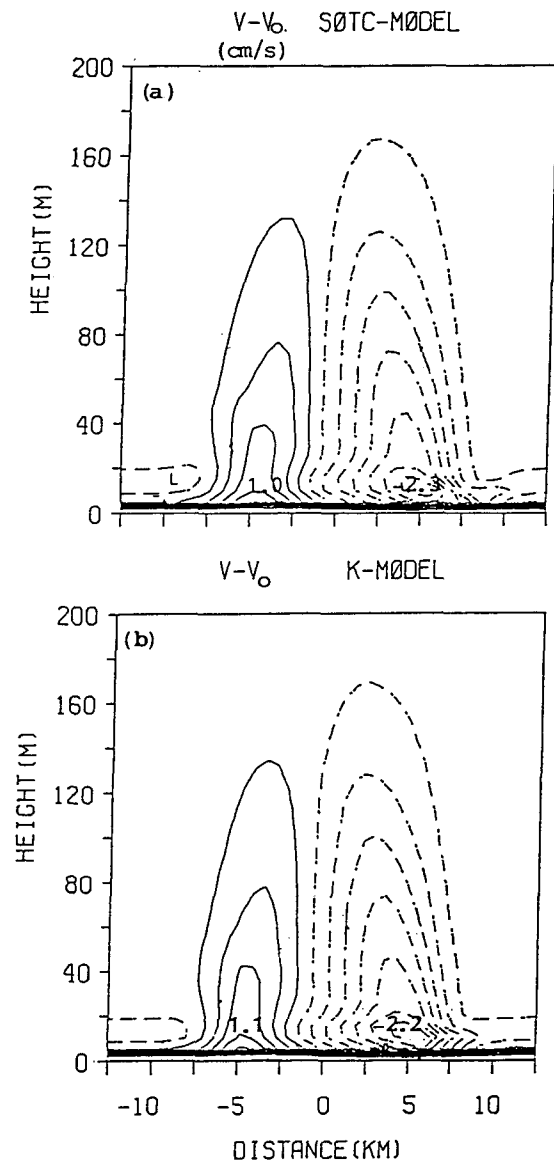 V-V₀. SØTC-MØDEL
(cm/s)
(a)
200
160
120
80
40
0
HEIGHT(M)
L
1.0
-2.3
V-V₀ K-MØDEL
(b)
200
160
120
80
40
0
HEIGHT(M)
1.1
-2.2
-10 -5 0 5 10
DISTANCE(KM)